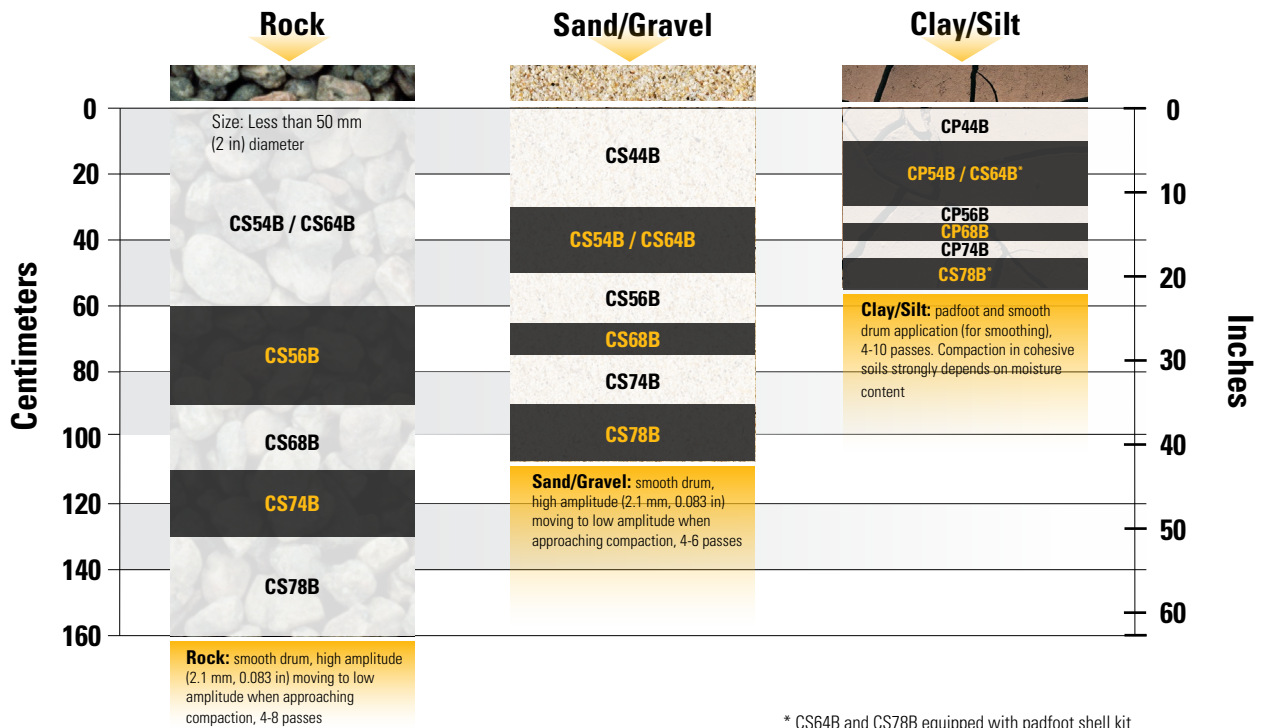 Rock
Sand/Gravel
Clay/Silt
Centimeters
0
20
40
60
80
100
120
140
160
Size: Less than 50 mm
(2 in) diameter
CS54B / CS64B
CS56B
CS68B
CS74B
CS78B
Rock: smooth drum, high amplitude
(2.1 mm, 0.083 in) moving to low
amplitude when approaching
compaction, 4-8 passes
CS44B
CS54B / CS64B
CS56B
CS68B
CS74B
CS78B
Sand/Gravel: smooth drum,
high amplitude (2.1 mm, 0.083 in)
moving to low amplitude when
approaching compaction, 4-6 passes
CP44B
CP54B / CS64B*
CP56B
CP68B
CP74B
CS78B*
Clay/Silt: padfoot and smooth
drum application (for smoothing),
4-10 passes. Compaction in cohesive
soils strongly depends on moisture
content
0
10
20
30
40
50
60
Inches
* CS64B and CS78B equipped with padfoot shell kit